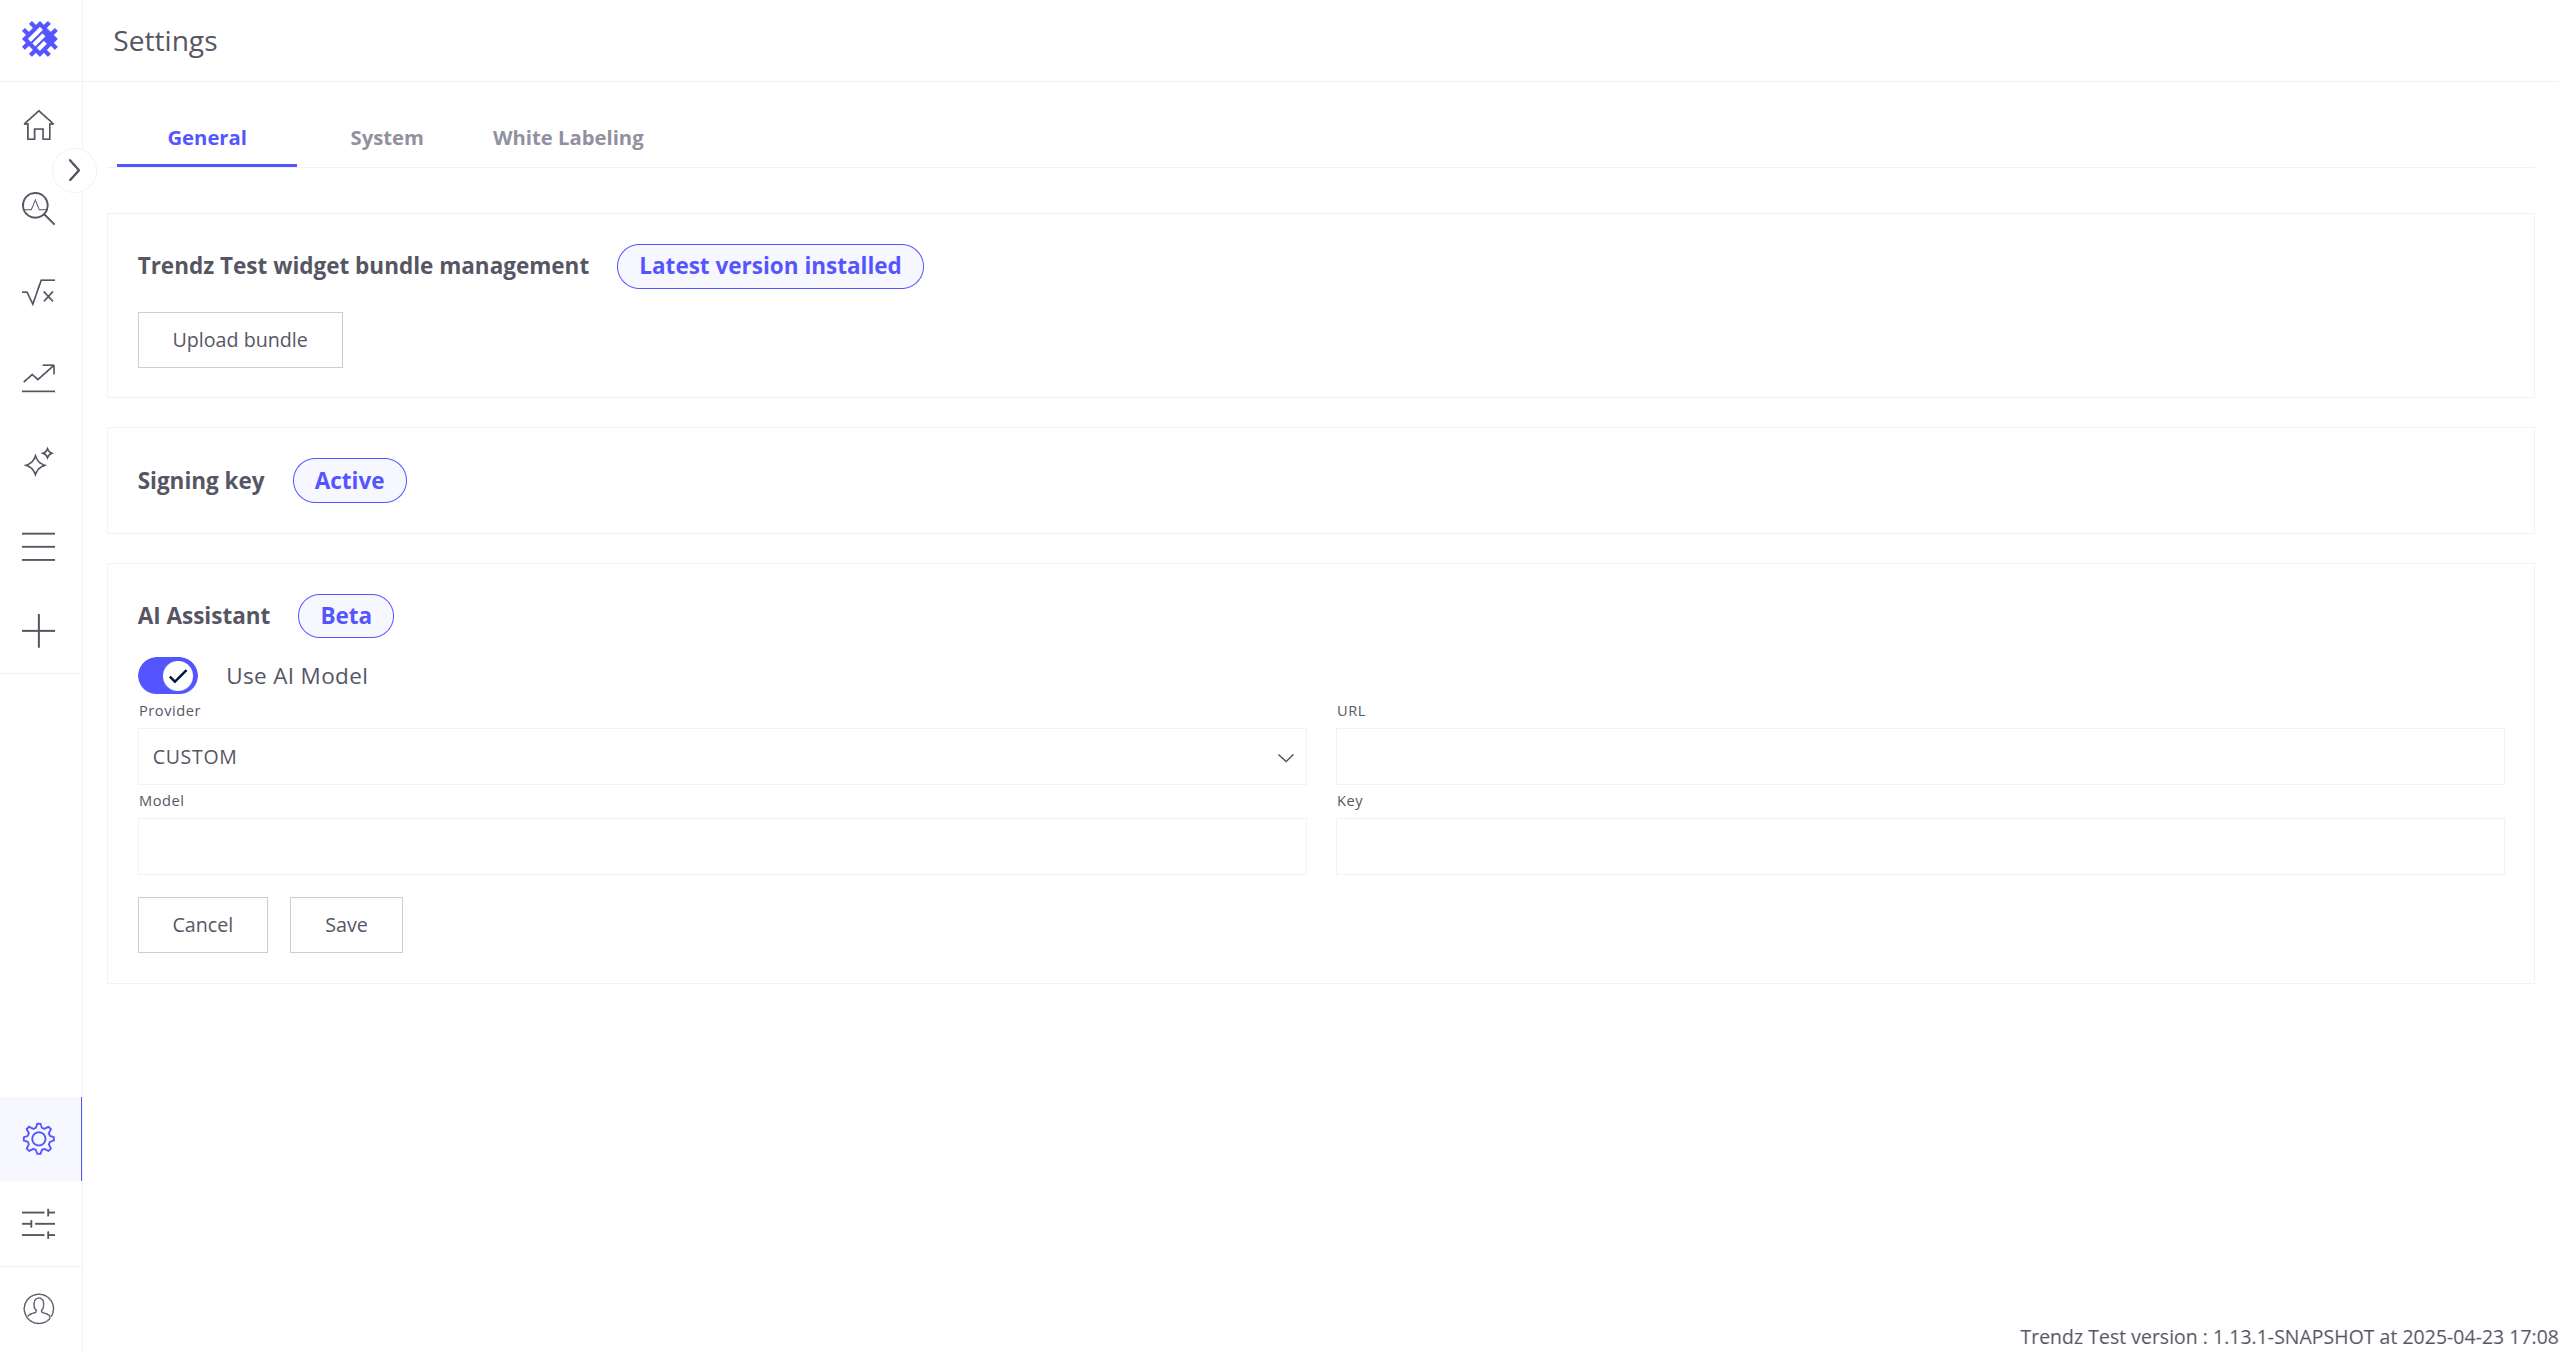 Settings
General
System
White Labeling
Trendz Test widget bundle management
Latest version installed
Upload bundle
Signing key
Active
AI Assistant
Beta
Use AI Model
Provider
URL
CUSTOM
Model
Key
Cancel
Save
Trendz Test version : 1.13.1-SNAPSHOT at 2025-04-23 17:08